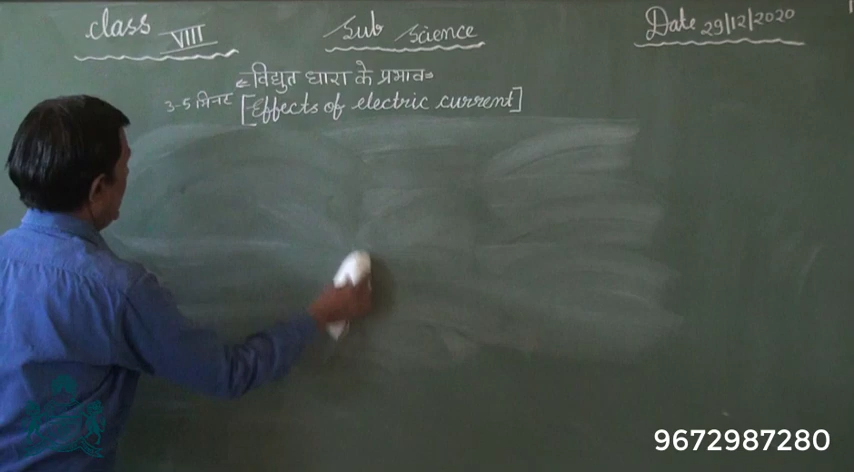 Class VIII
Sub Science
Date 29/12/2020
विद्युत धारा के प्रभाव
3-5 मिनट [Effects of electric current]
9672987280